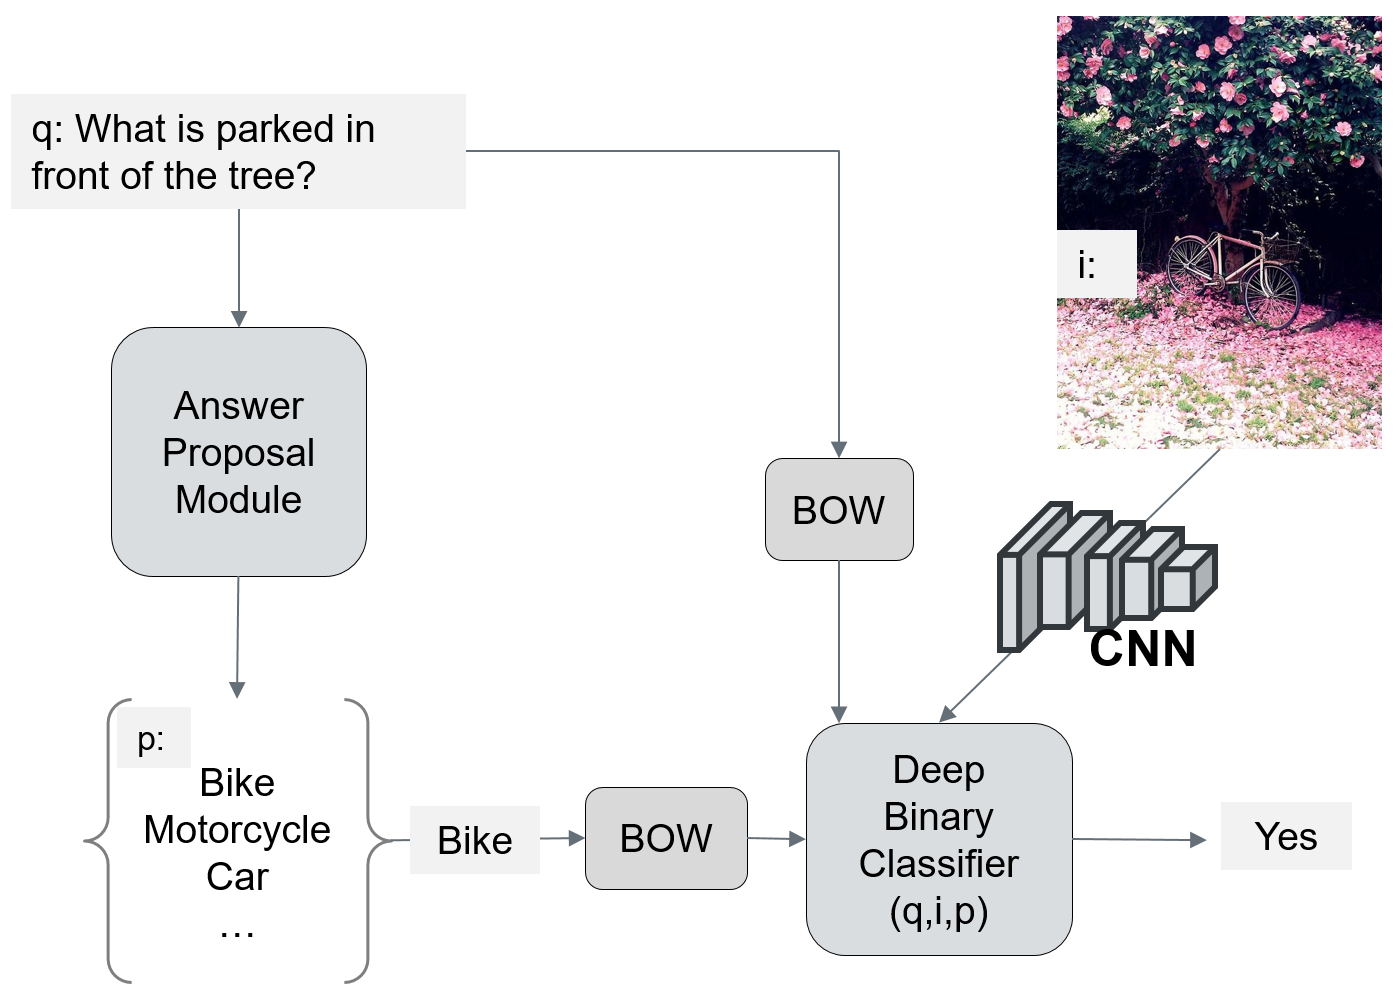 q: What is parked in
front of the tree?
i:
Answer
Proposal
Module
BOW
CNN
p:
Bike
Motorcycle
Car
...
Bike
BOW
Deep
Binary
Classifier
(q,i,p)
Yes